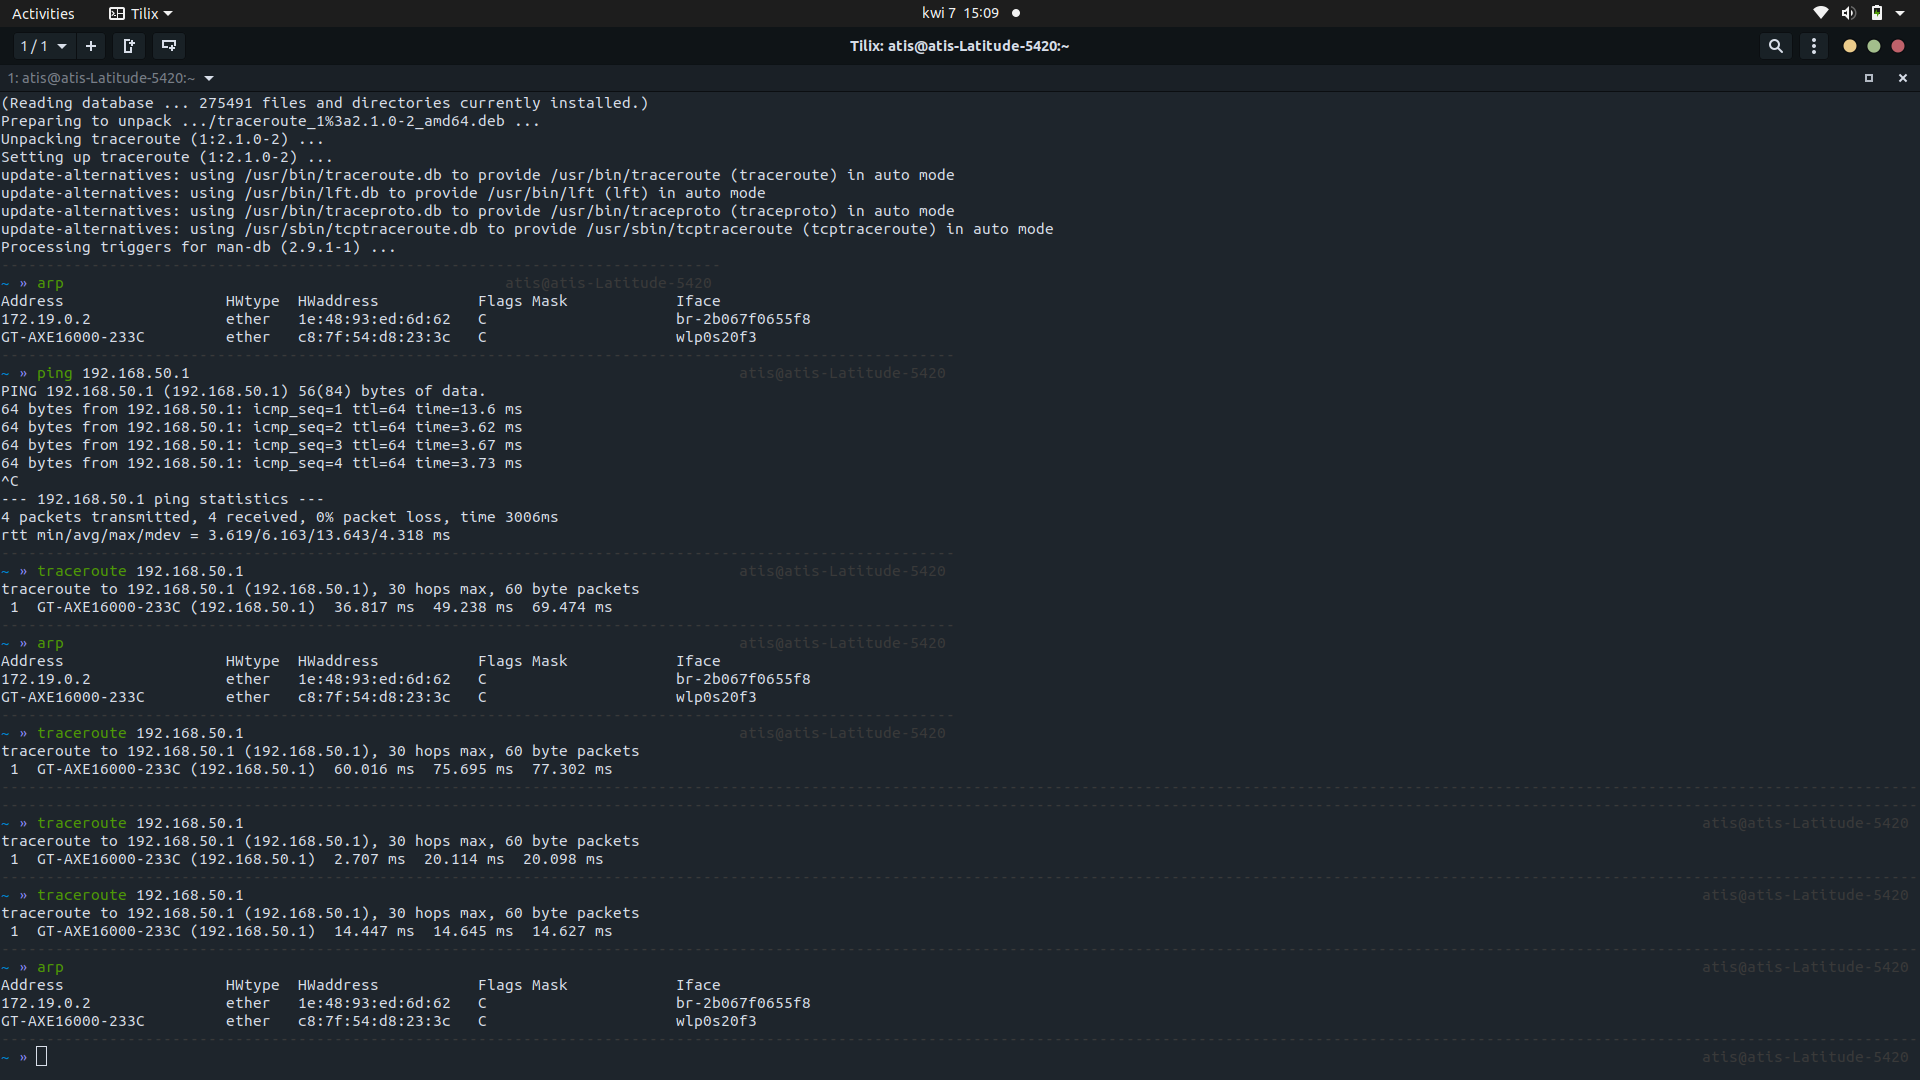 Activities Tilix kwi 7 15:09
1 / 1 Tilix: atis@atis-Latitude-5420:~
1: atis@atis-Latitude-5420:~
(Reading database ... 275491 files and directories currently installed.)
Preparing to unpack .../traceroute_1%3a2.1.0-2_amd64.deb ...
Unpacking traceroute (1:2.1.0-2) ...
Setting up traceroute (1:2.1.0-2) ...
update-alternatives: using /usr/bin/traceroute.db to provide /usr/bin/traceroute (traceroute) in auto mode
update-alternatives: using /usr/bin/lft.db to provide /usr/bin/lft (lft) in auto mode
update-alternatives: using /usr/bin/traceproto.db to provide /usr/bin/traceproto (traceproto) in auto mode
update-alternatives: using /usr/sbin/tcptraceroute.db to provide /usr/sbin/tcptraceroute (tcptraceroute) in auto mode
Processing triggers for man-db (2.9.1-1) ...
~ » arp atis@atis-Latitude-5420
Address HWtype HWaddress Flags Mask Iface
172.19.0.2 ether 1e:48:93:ed:6d:62 C br-2b067f0655f8
GT-AXE16000-233C ether c8:7f:54:d8:23:3c C wlp0s20f3
~ » ping 192.168.50.1 atis@atis-Latitude-5420
PING 192.168.50.1 (192.168.50.1) 56(84) bytes of data.
64 bytes from 192.168.50.1: icmp_seq=1 ttl=64 time=13.6 ms
64 bytes from 192.168.50.1: icmp_seq=2 ttl=64 time=3.62 ms
64 bytes from 192.168.50.1: icmp_seq=3 ttl=64 time=3.67 ms
64 bytes from 192.168.50.1: icmp_seq=4 ttl=64 time=3.73 ms
^C
--- 192.168.50.1 ping statistics ---
4 packets transmitted, 4 received, 0% packet loss, time 3006ms
rtt min/avg/max/mdev = 3.619/6.163/13.643/4.318 ms
~ » traceroute 192.168.50.1 atis@atis-Latitude-5420
traceroute to 192.168.50.1 (192.168.50.1), 30 hops max, 60 byte packets
1 GT-AXE16000-233C (192.168.50.1) 36.817 ms 49.238 ms 69.474 ms
~ » arp atis@atis-Latitude-5420
Address HWtype HWaddress Flags Mask Iface
172.19.0.2 ether 1e:48:93:ed:6d:62 C br-2b067f0655f8
GT-AXE16000-233C ether c8:7f:54:d8:23:3c C wlp0s20f3
~ » traceroute 192.168.50.1 atis@atis-Latitude-5420
traceroute to 192.168.50.1 (192.168.50.1), 30 hops max, 60 byte packets
1 GT-AXE16000-233C (192.168.50.1) 60.016 ms 75.695 ms 77.302 ms
~ » traceroute 192.168.50.1 atis@atis-Latitude-5420
traceroute to 192.168.50.1 (192.168.50.1), 30 hops max, 60 byte packets
1 GT-AXE16000-233C (192.168.50.1) 2.707 ms 20.114 ms 20.098 ms
~ » traceroute 192.168.50.1 atis@atis-Latitude-5420
traceroute to 192.168.50.1 (192.168.50.1), 30 hops max, 60 byte packets
1 GT-AXE16000-233C (192.168.50.1) 14.447 ms 14.645 ms 14.627 ms
~ » arp atis@atis-Latitude-5420
Address HWtype HWaddress Flags Mask Iface
172.19.0.2 ether 1e:48:93:ed:6d:62 C br-2b067f0655f8
GT-AXE16000-233C ether c8:7f:54:d8:23:3c C wlp0s20f3
~ » atis@atis-Latitude-5420